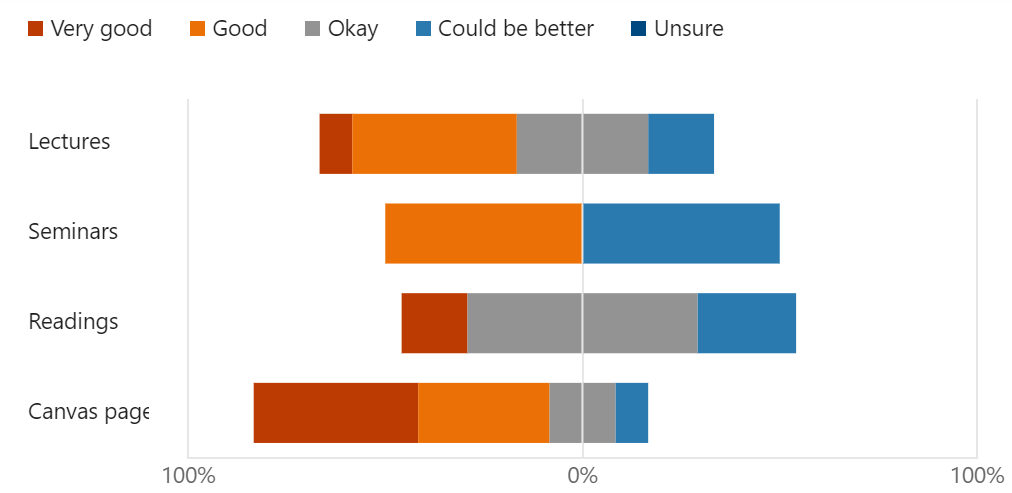 Very good Good Okay Could be better Unsure
Lectures
Seminars
Readings
Canvas page
100% 0% 100%